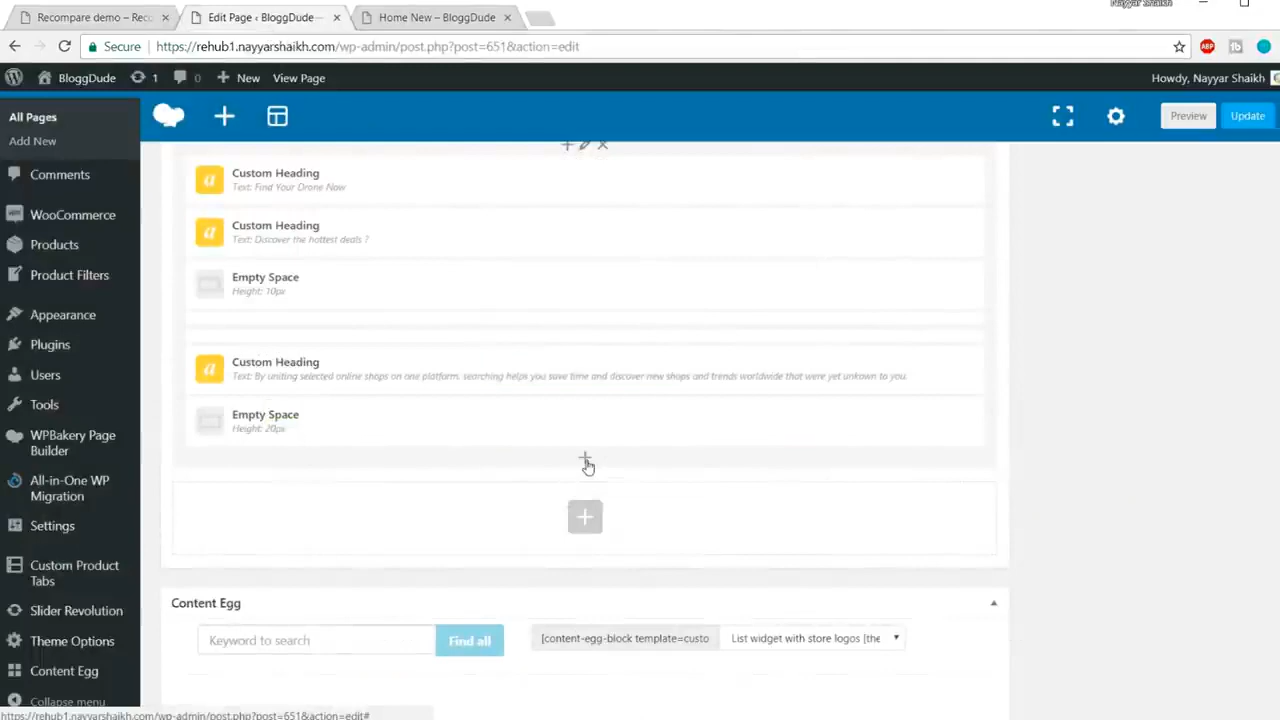 Nayyar Shaikh
Recompare demo – Rec
Edit Page ‹ BloggDude —
Home New – BloggDude
Secure
https://rehub1.nayyarshaikh.com/wp-admin/post.php?post=651&action=edit
ABP
BloggDude
1
0
New
View Page
Howdy, Nayyar Shaikh
All Pages
Add New
Preview
Update
Comments
WooCommerce
Products
Product Filters
Appearance
Plugins
Users
Tools
WPBakery Page
Builder
All-in-One WP
Migration
Settings
Custom Product
Tabs
Slider Revolution
Theme Options
Content Egg
Collapse menu
Custom Heading
Text: Find Your Drone Now
Custom Heading
Text: Discover the hottest deals ?
Empty Space
Height: 10px
Custom Heading
Text: By uniting selected online shops on one platform, searching helps you save time and discover new shops and trends worldwide that were yet unkown to you.
Empty Space
Height: 20px
Content Egg
Keyword to search
Find all
[content-egg-block template=custo
List widget with store logos [the
https://rehub1.nayyarshaikh.com/wp-admin/post.php?post=651&action=edit#